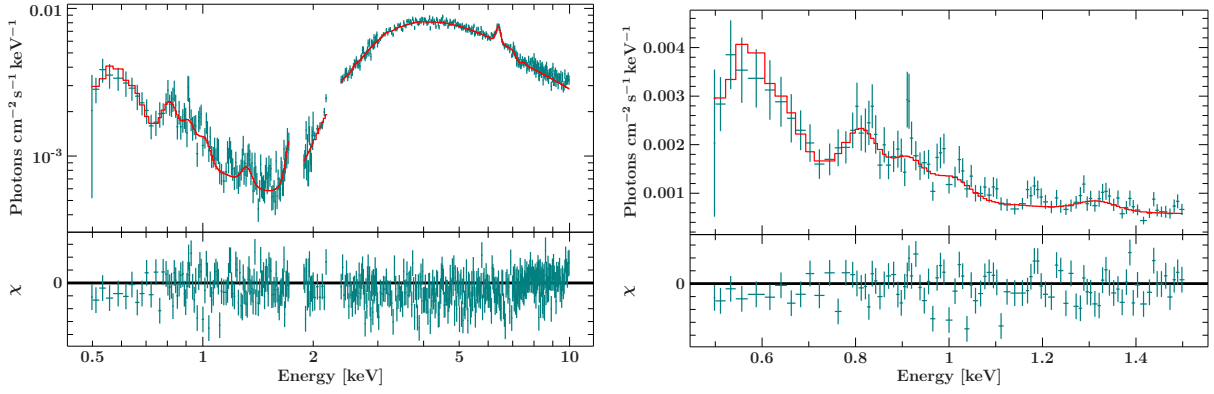 0.01
10⁻³
Photons cm⁻² s⁻¹ keV⁻¹
0
χ
0.5 1 2 5 10
Energy [keV]
0.004
0.003
0.002
0.001
Photons cm⁻² s⁻¹ keV⁻¹
0
χ
0.6 0.8 1 1.2 1.4
Energy [keV]